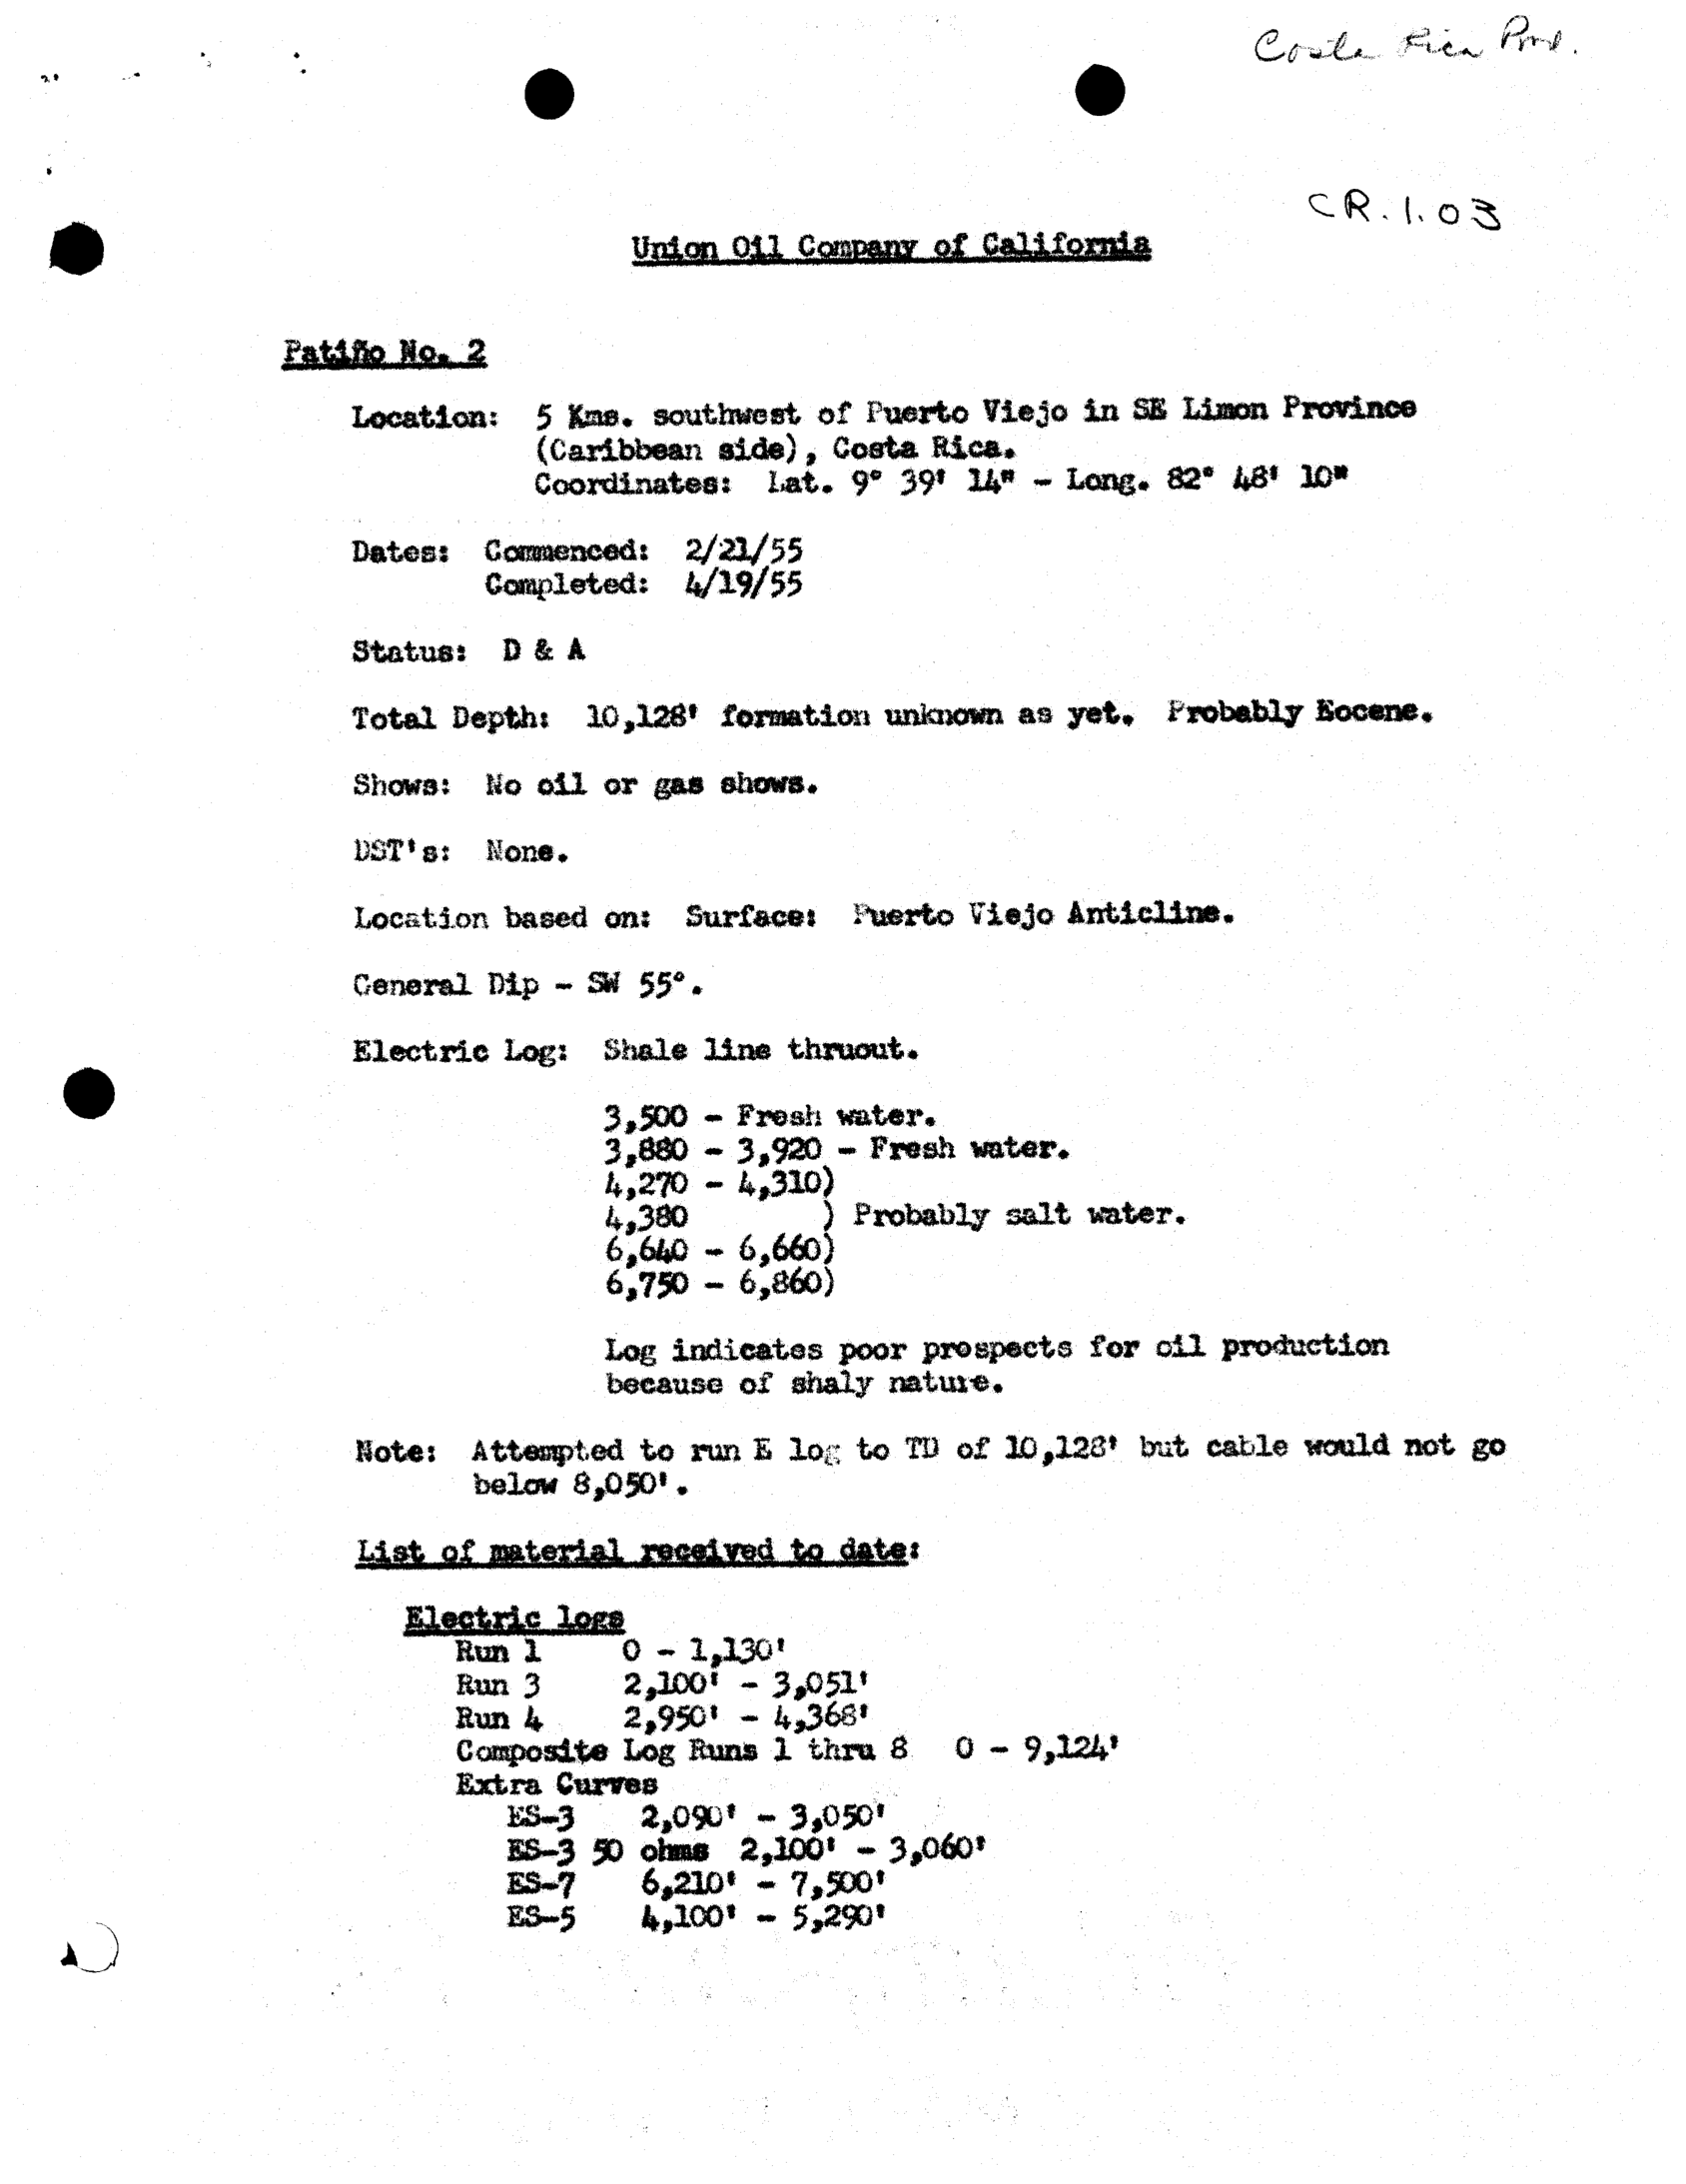 Costa Rica Prod.
CR.1.03
Union Oil Company of California
Patiño No. 2
Location: 5 Kms. southwest of Puerto Viejo in SE Limon Province
(Caribbean side), Costa Rica.
Coordinates: Lat. 9° 39' 14" - Long. 82° 48' 10"
Dates: Commenced: 2/21/55
Completed: 4/19/55
Status: D & A
Total Depth: 10,128' formation unknown as yet. Probably Eocene.
Shows: No oil or gas shows.
DST's: None.
Location based on: Surface: Puerto Viejo Anticline.
General Dip - SW 55°.
Electric Log: Shale line thruout.
3,500 - Fresh water.
3,880 - 3,920 - Fresh water.
4,270 - 4,310)
4,380 ) Probably salt water.
6,640 - 6,660)
6,750 - 6,860)
Log indicates poor prospects for oil production
because of shaly nature.
Note: Attempted to run E log to TD of 10,128' but cable would not go
below 8,050'.
List of material received to date:
Electric logs
Run 1 0 - 1,130'
Run 3 2,100' - 3,051'
Run 4 2,950' - 4,368'
Composite Log Runs 1 thru 8 0 - 9,124'
Extra Curves
ES-3 2,090' - 3,050'
ES-3 50 ohms 2,100' - 3,060'
ES-7 6,210' - 7,500'
ES-5 4,100' - 5,290'